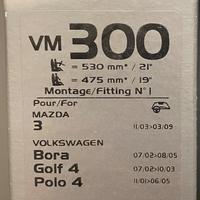 VM 300
= 530 mm* / 21"
= 475 mm* / 19"
Montage/Fitting N°1
Pour/For
MAZDA
3 11/03>03/09
VOLKSWAGEN
Bora 07/02>08/05
Golf 4 07/02>10/03
Polo 4 11/01>06/05